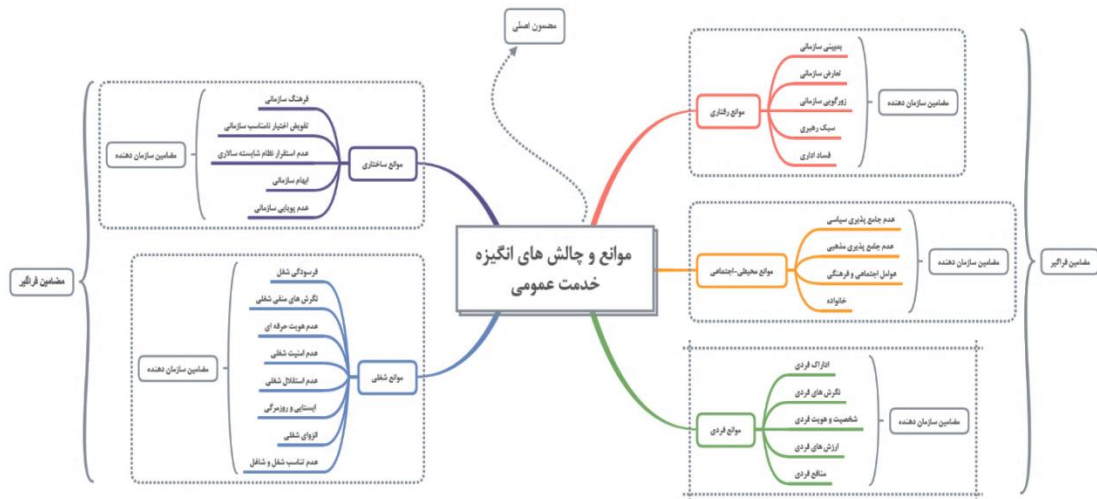 مضمون اصلی
موانع و چالش های انگیزه
خدمت عمومی
مضامین فراگیر
مضامین سازمان دهنده
موانع رفتاری
بدبینی سازمانی
تعارض سازمانی
زورگویی سازمانی
سبک رهبری
فساد اداری
مضامین سازمان دهنده
موانع محیطی-اجتماعی
عدم جامع پذیری سیاسی
عدم جامع پذیری مذهبی
عوامل اجتماعی و فرهنگی
خانواده
مضامین سازمان دهنده
موانع فردی
اداراک فردی
نگرش های فردی
شخصیت و هویت فردی
ارزش های فردی
منافع فردی
موانع ساختاری
فرهنگ سازمانی
تفویض اختیار نامناسب سازمانی
عدم استقرار نظام شایسته سالاری
ابهام سازمانی
عدم پویایی سازمانی
مضامین سازمان دهنده
موانع شغلی
فرسودگی شغل
نگرش های منفی شغلی
عدم هویت حرفه ای
عدم امنیت شغلی
عدم استقلال شغلی
ایستایی و روزمرگی
انزوای شغلی
عدم تناسب شغل و شاغل
مضامین سازمان دهنده
مضامین فراگیر